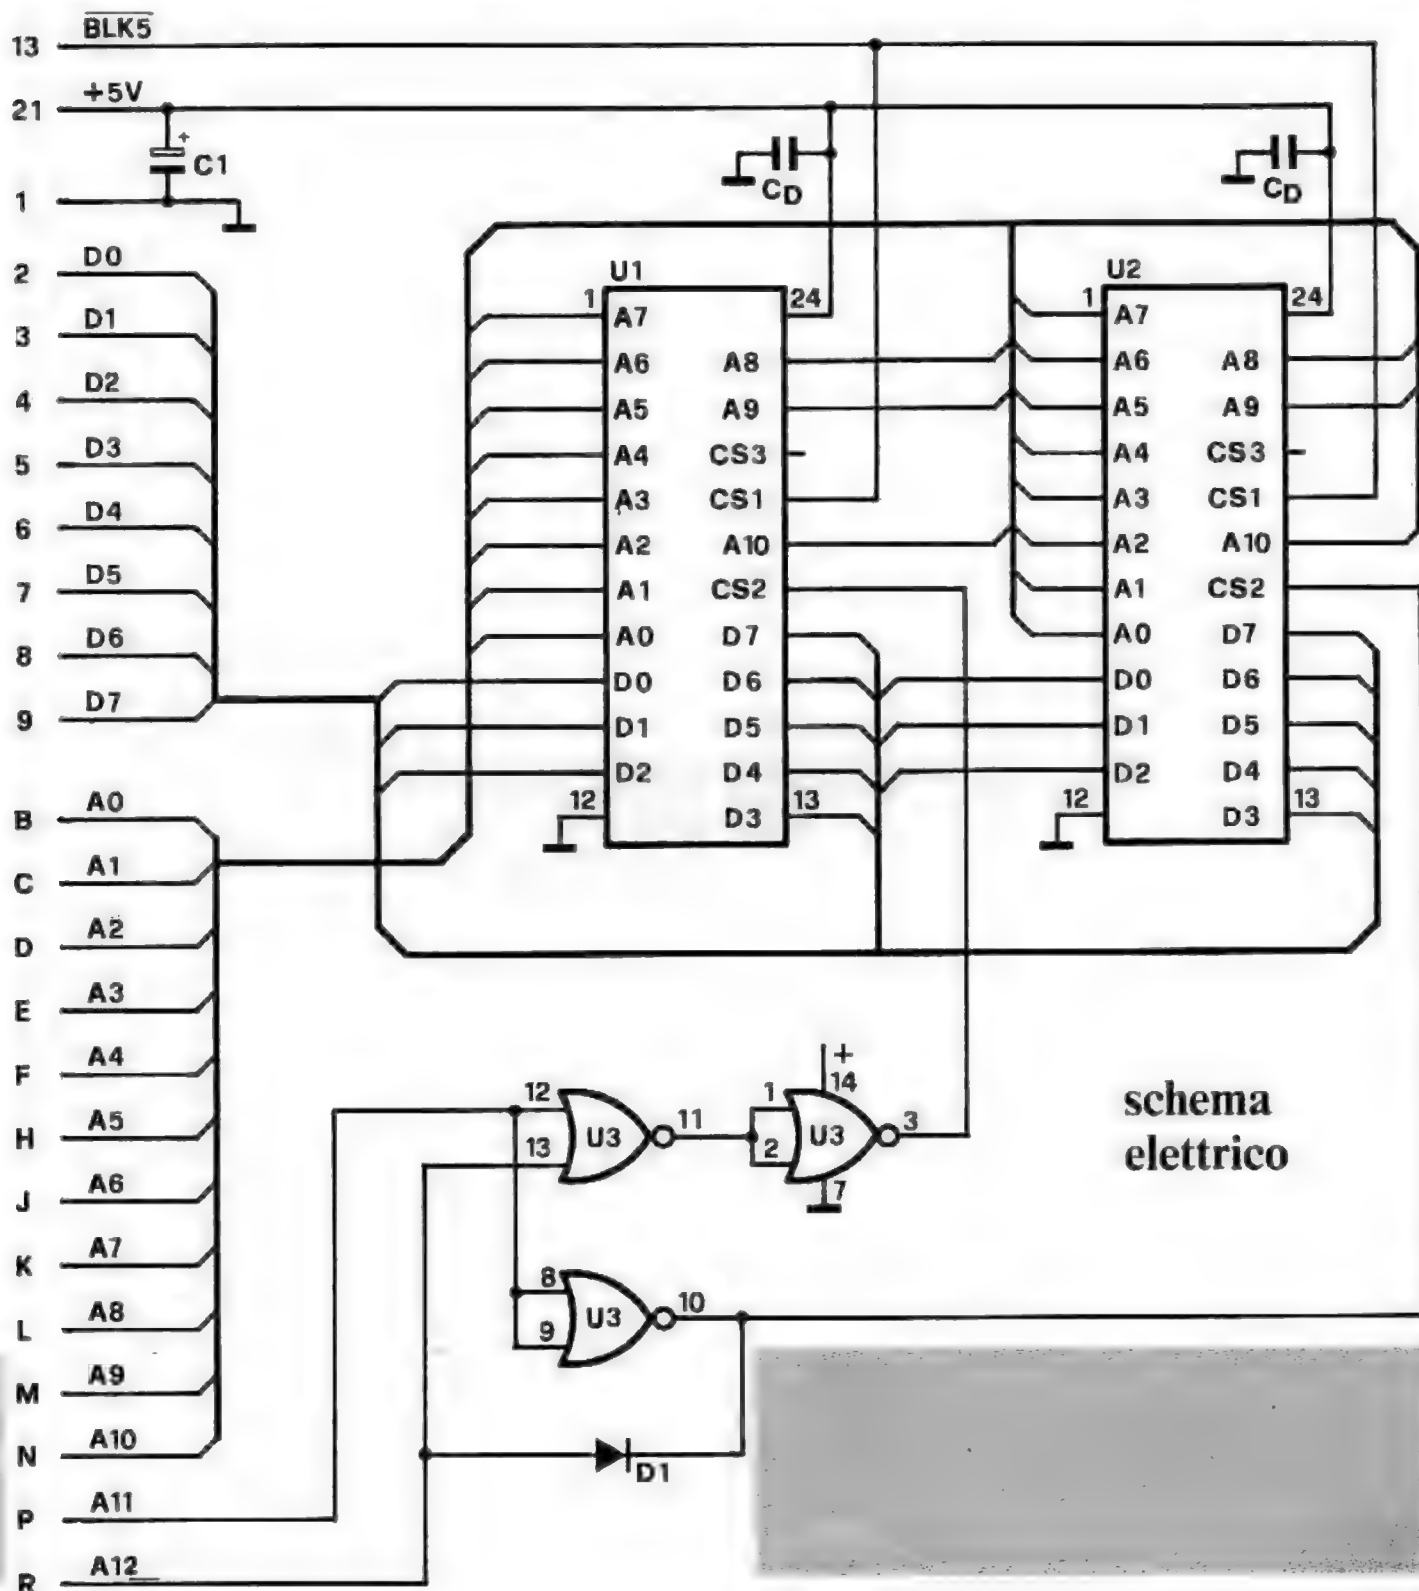 13 BLK5
21 +5V
C1
1
CD
CD
2 D0
3 D1
4 D2
5 D3
6 D4
7 D5
8 D6
9 D7
B A0
C A1
D A2
E A3
F A4
H A5
J A6
K A7
L A8
M A9
N A10
P A11
R A12
U1
1 24
A7
A6 A8
A5 A9
A4 CS3
A3 CS1
A2 A10
A1 CS2
A0 D7
D0 D6
D1 D5
D2 D4
12 D3 13
U2
1 24
A7
A6 A8
A5 A9
A4 CS3
A3 CS1
A2 A10
A1 CS2
A0 D7
D0 D6
D1 D5
D2 D4
12 D3 13
12
13
U3
11
+
14
1
2
U3
3
7
8
9
U3
10
D1
schema
elettrico